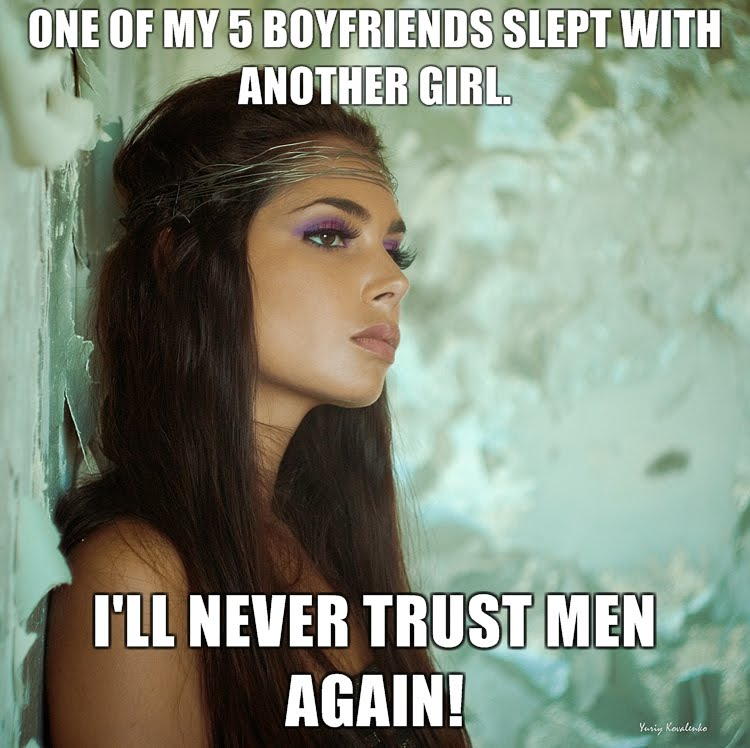 ONE OF MY 5 BOYFRIENDS SLEPT WITH
ANOTHER GIRL.
I'LL NEVER TRUST MEN
AGAIN!
Yuriy Kovalenko